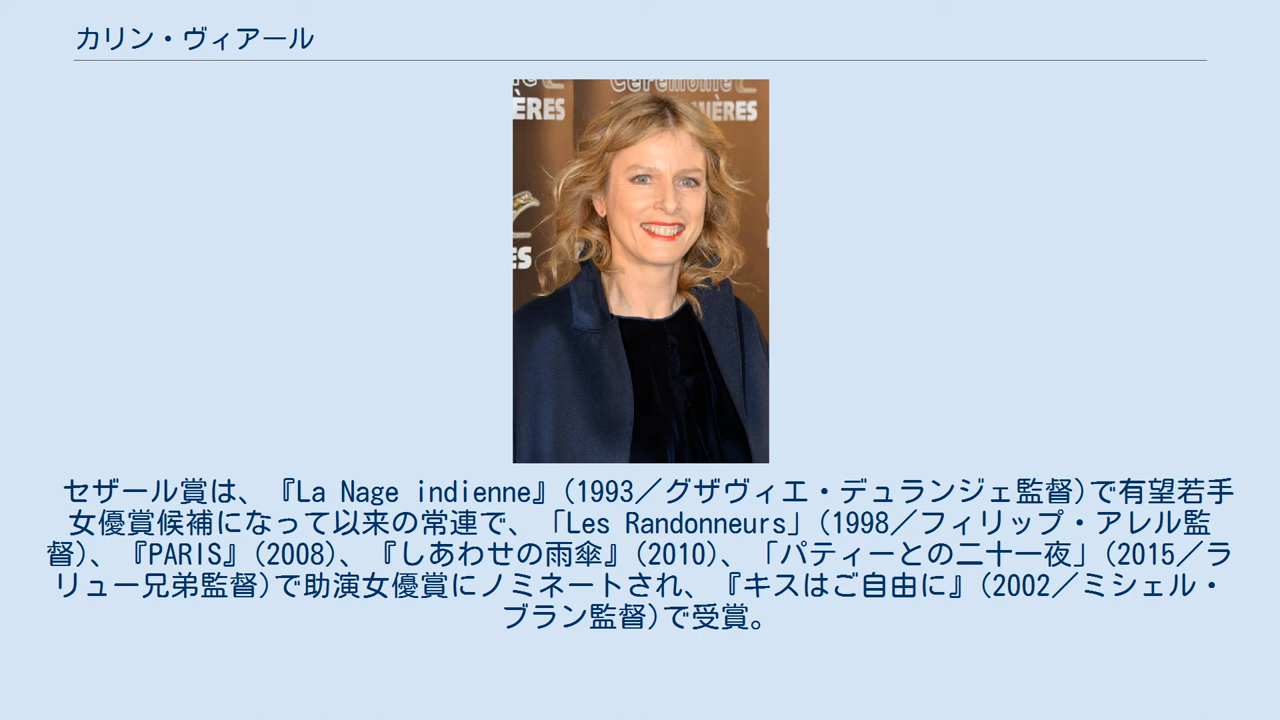 カリン・ヴィアール
Cérémonie
ÈRES
ÈRES
ES
セザール賞は、『La Nage indienne』(1993／グザヴィエ・デュランジェ監督)で有望若手
女優賞候補になって以来の常連で、「Les Randonneurs」(1998／フィリップ・アレル監
督)、『PARIS』(2008)、『しあわせの雨傘』(2010)、「パティーとの二十一夜」(2015／ラ
リュー兄弟監督)で助演女優賞にノミネートされ、『キスはご自由に』(2002／ミシェル・
ブラン監督)で受賞。